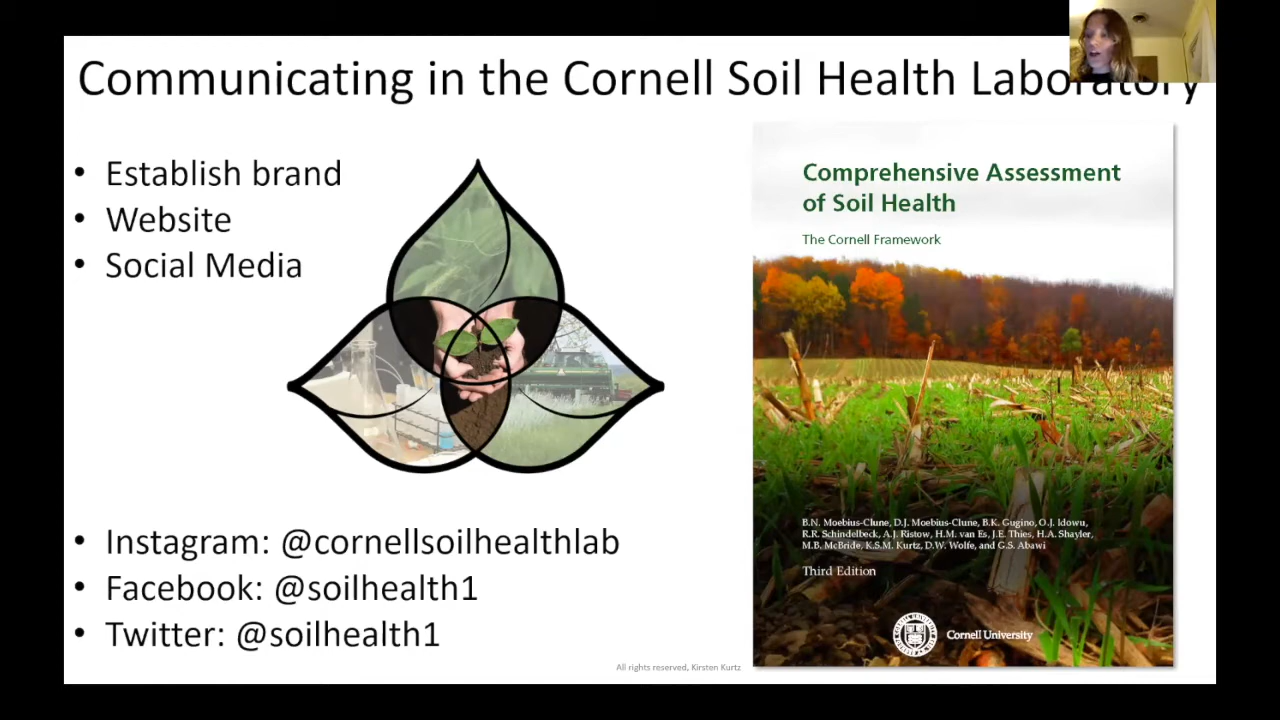 Communicating in the Cornell Soil Health Laboratory
• Establish brand
• Website
• Social Media
• Instagram: @cornellsoilhealthlab
• Facebook: @soilhealth1
• Twitter: @soilhealth1
All rights reserved, Kirsten Kurtz
Comprehensive Assessment
of Soil Health
The Cornell Framework
B.N. Moebius-Clune, D.J. Moebius-Clune, B.K. Gugino, O.J. Idowu,
R.R. Schindelbeck, A.J. Ristow, H.M. van Es, J.E. Thies, H.A. Shayler,
M.B. McBride, K.S.M. Kurtz, D.W. Wolfe, and G.S. Abawi
Third Edition
Cornell University